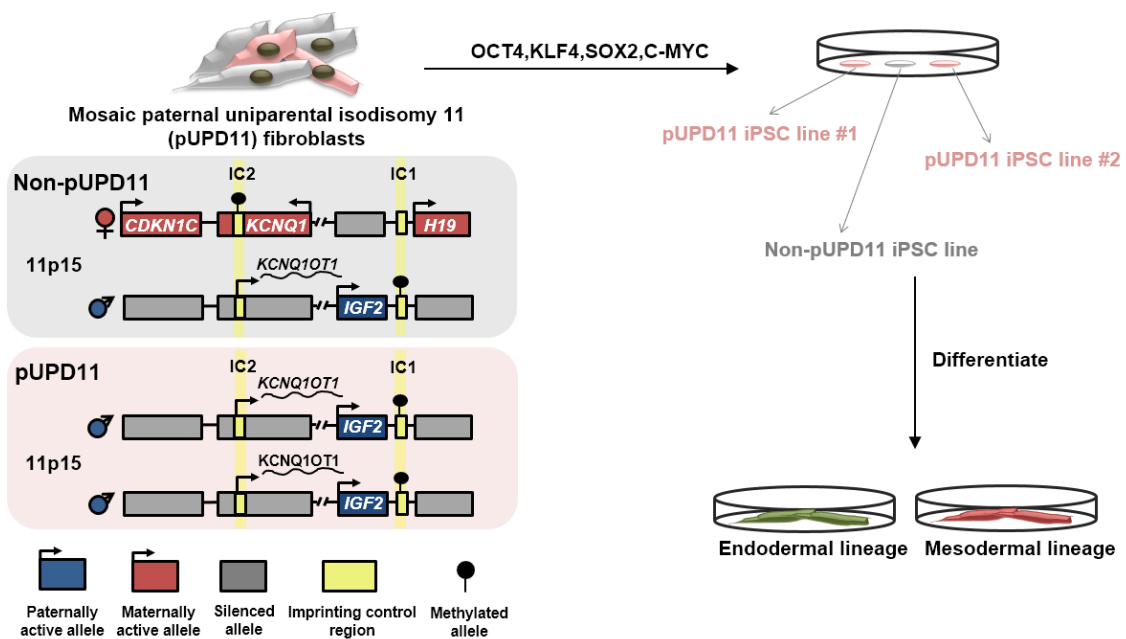 OCT4,KLF4,SOX2,C-MYC
Mosaic paternal uniparental isodisomy 11
(pUPD11) fibroblasts
pUPD11 iPSC line #1
pUPD11 iPSC line #2
Non-pUPD11 iPSC line
Differentiate
Endodermal lineage
Mesodermal lineage
Non-pUPD11
IC2
IC1
CDKN1C
KCNQ1
H19
11p15
KCNQ1OT1
IGF2
pUPD11
IC2
IC1
KCNQ1OT1
IGF2
11p15
KCNQ1OT1
IGF2
Paternally
active allele
Maternally
active allele
Silenced
allele
Imprinting control
region
Methylated
allele